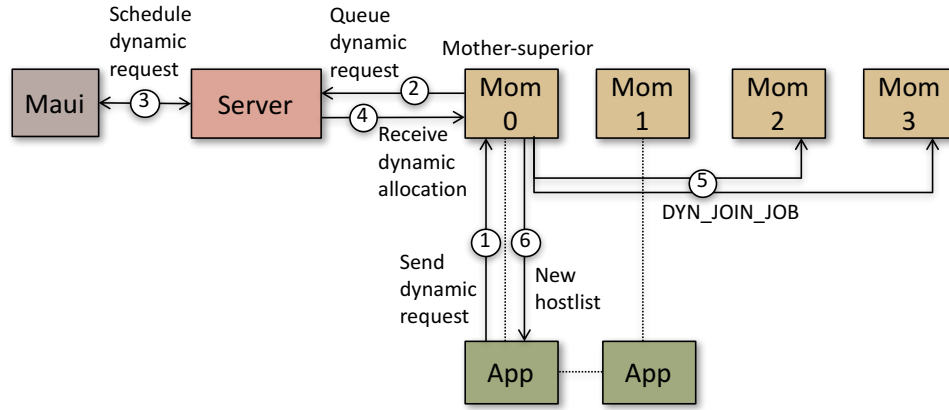 Schedule
dynamic
request
Queue
dynamic
request
Mother-superior
Maui
3
Server
2
4
Receive
dynamic
allocation
Mom
0
Mom
1
Mom
2
Mom
3
5
DYN_JOIN_JOB
1
6
Send
dynamic
request
New
hostlist
App
App